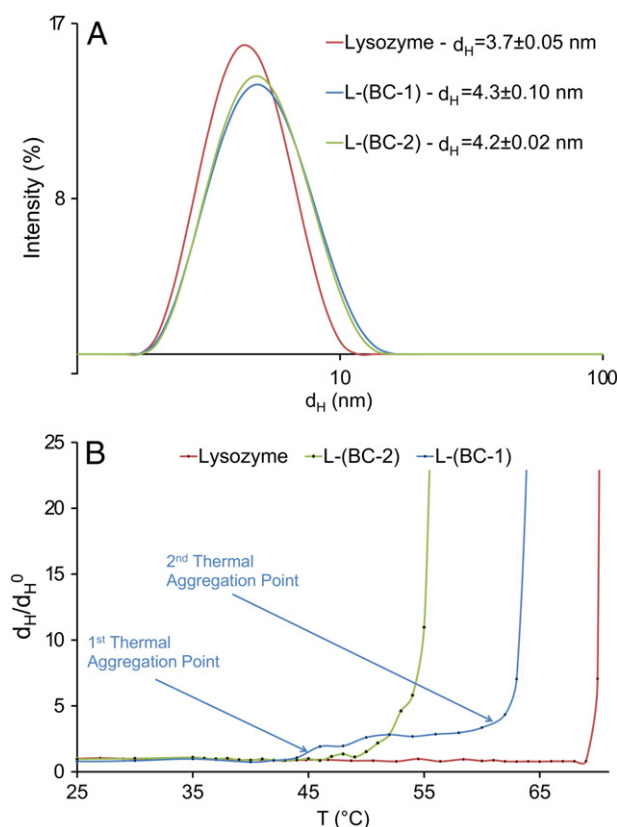 A
17
8
Intensity (%)
Lysozyme - dH=3.7±0.05 nm
L-(BC-1) - dH=4.3±0.10 nm
L-(BC-2) - dH=4.2±0.02 nm
10
100
dH (nm)
B
Lysozyme
L-(BC-2)
L-(BC-1)
25
20
15
10
5
0
dH/dH0
2nd Thermal
Aggregation Point
1st Thermal
Aggregation Point
25
35
45
55
65
T (°C)